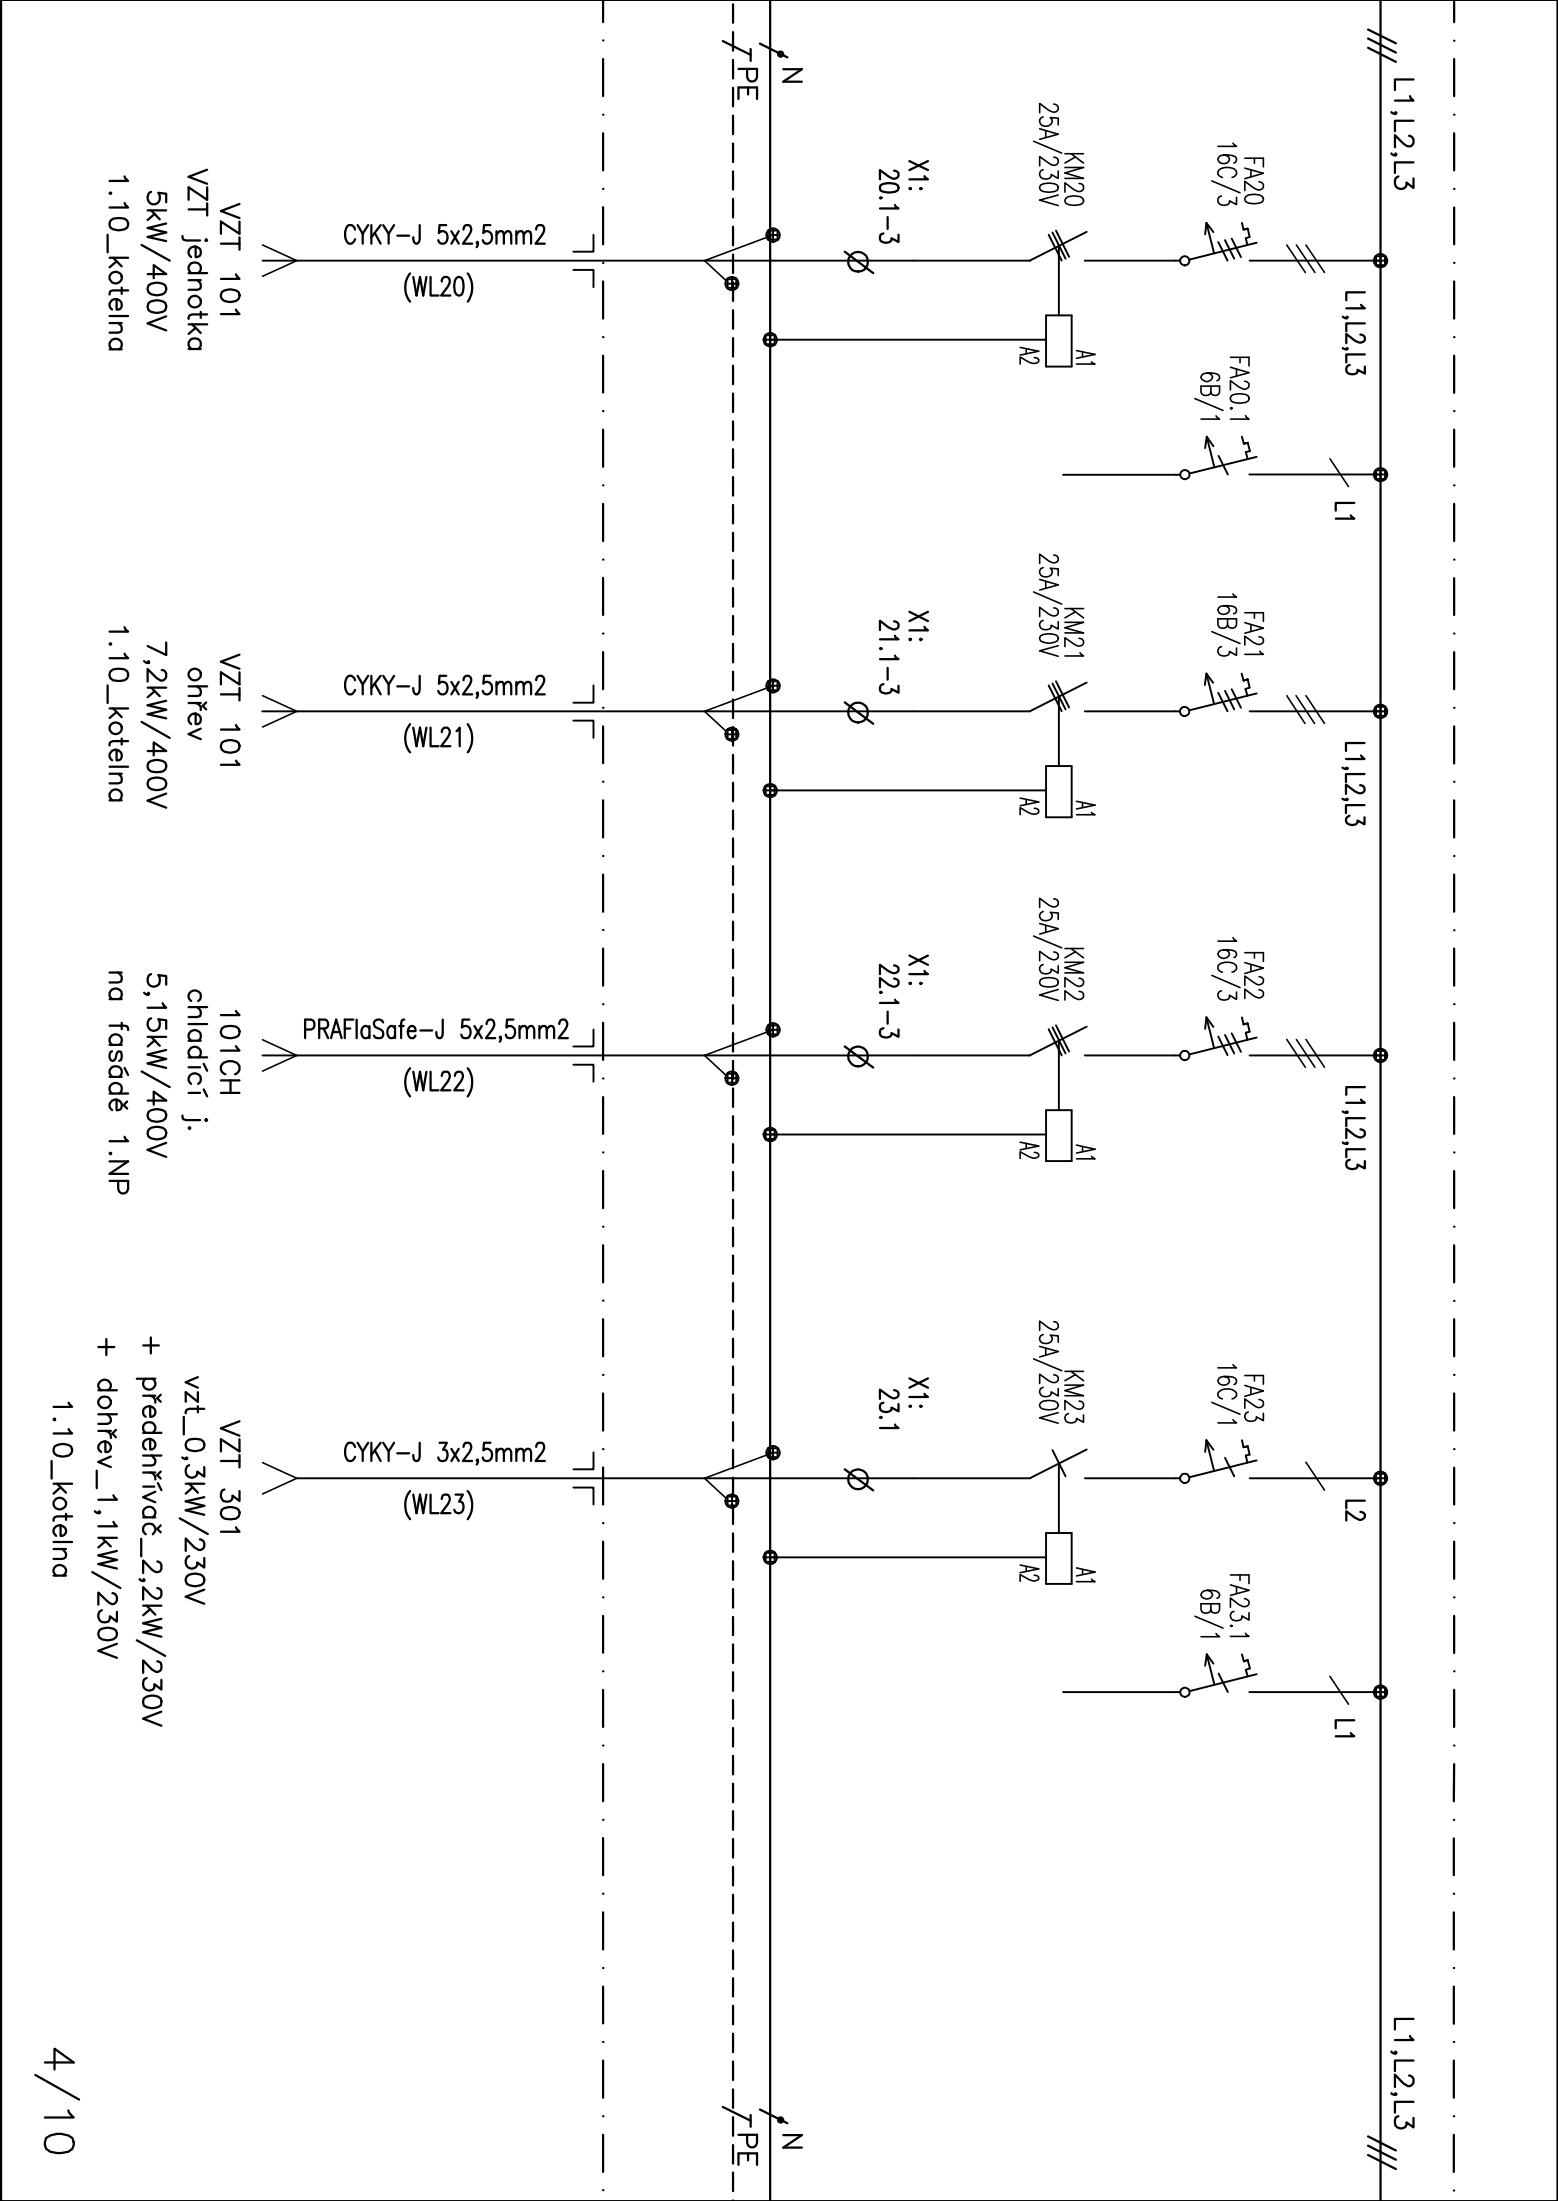 L1,L2,L3
L1,L2,L3
FA20
16C/3
L1,L2,L3
FA20.1
6B/1
L1
FA21
16B/3
L1,L2,L3
FA22
16C/3
L1,L2,L3
FA23
16C/1
L2
FA23.1
6B/1
L1
KM20
25A/230V
A1
A2
KM21
25A/230V
A1
A2
KM22
25A/230V
A1
A2
KM23
25A/230V
A1
A2
X1:
20.1-3
X1:
21.1-3
X1:
22.1-3
X1:
23.1
N
PE
N
PE
CYKY-J 5x2,5mm2
(WL20)
CYKY-J 5x2,5mm2
(WL21)
PRAFlaSafe-J 5x2,5mm2
(WL22)
CYKY-J 3x2,5mm2
(WL23)
VZT 101
VZT jednotka
5kW/400V
1.10_kotelna
VZT 101
ohřev
7,2kW/400V
1.10_kotelna
101CH
chladící j.
5,15kW/400V
na fasádě 1.NP
VZT 301
vzt_0,3kW/230V
+ předehřívač_2,2kW/230V
+ dohřev_1,1kW/230V
1.10_kotelna
4/10